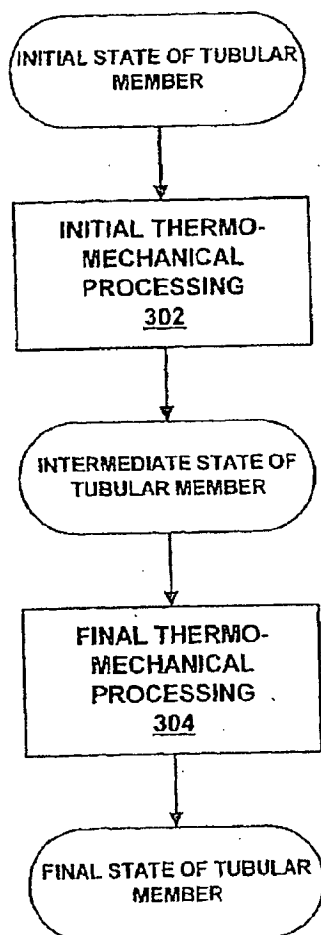 INITIAL STATE OF TUBULAR
MEMBER
INITIAL THERMO-
MECHANICAL
PROCESSING
302
INTERMEDIATE STATE OF
TUBULAR MEMBER
FINAL THERMO-
MECHANICAL
PROCESSING
304
FINAL STATE OF TUBULAR
MEMBER